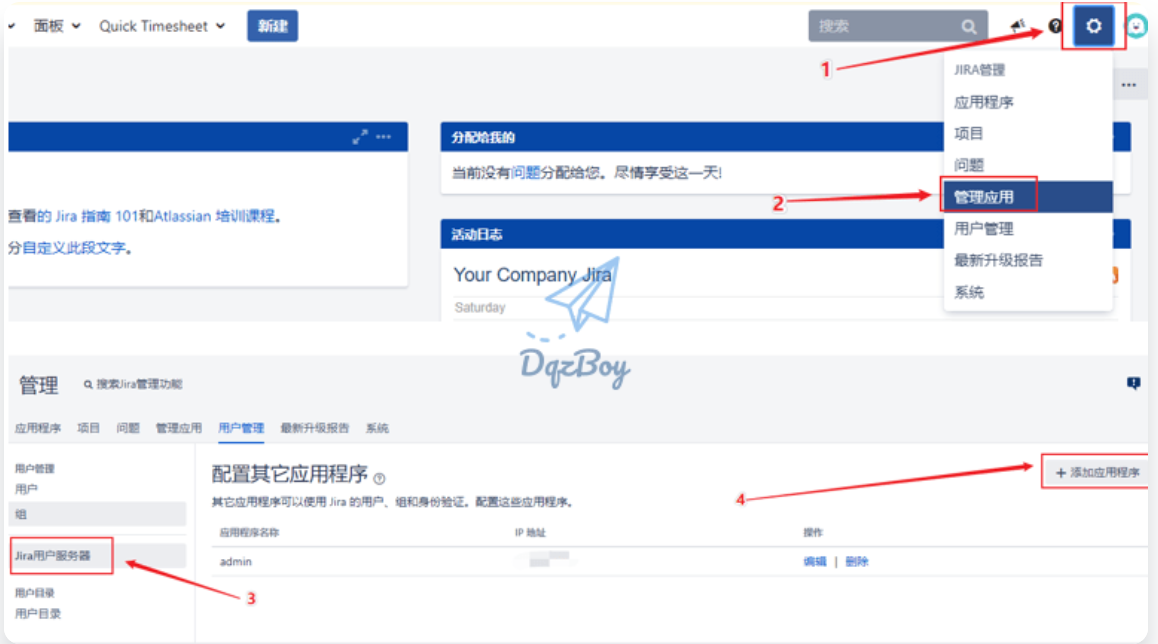 面板 Quick Timesheet 新建 搜索
1
JIRA管理
应用程序
项目
问题
管理应用
用户管理
最新升级报告
系统
2
查看的 Jira 指南 101和Atlassian 培训课程。
分自定义此段文字。
分配给我的
当前没有问题分配给您。尽情享受这一天!
活动日志
Your Company Jira
Saturday
DqzBoy
管理 搜索Jira管理功能
应用程序 项目 问题 管理应用 用户管理 最新升级报告 系统
用户管理
用户
组
Jira用户服务器
用户目录
用户目录
3
配置其它应用程序
添加应用程序
4
其它应用程序可以使用 Jira 的用户、组和身份验证。配置这些应用程序。
应用程序名称 IP 地址 操作
admin 编辑 | 删除